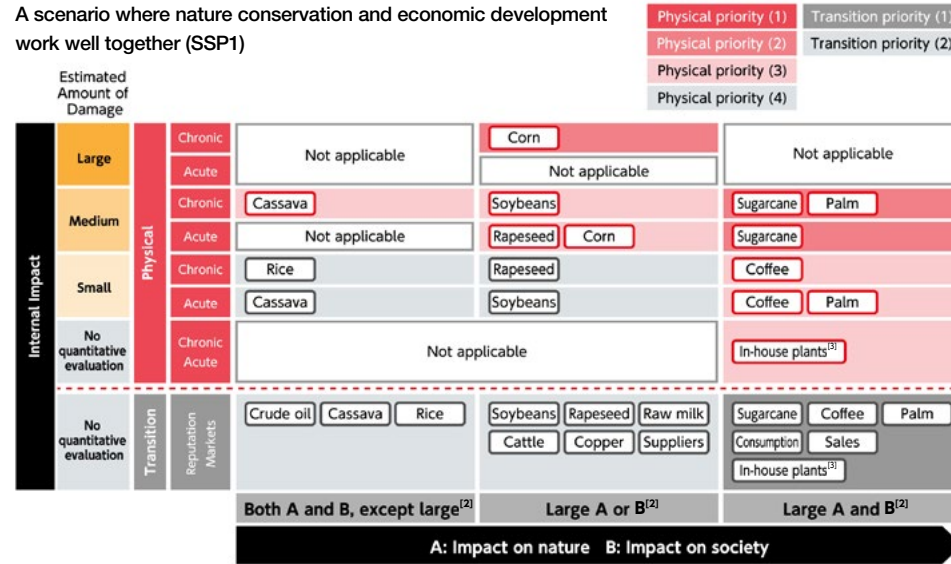 A scenario where nature conservation and economic development
work well together (SSP1)
Physical priority (1) Transition priority (1)
Physical priority (2) Transition priority (2)
Physical priority (3)
Physical priority (4)
Estimated
Amount of
Damage
Internal Impact
Large
Physical
Chronic
Not applicable
Corn
Not applicable
Acute
Not applicable
Medium
Chronic
Cassava
Soybeans
Sugarcane Palm
Acute
Not applicable
Rapeseed Corn
Sugarcane
Small
Chronic
Rice
Rapeseed
Coffee
Acute
Cassava
Soybeans
Coffee Palm
No
quantitative
evaluation
Chronic
Acute
Not applicable
In-house plants[3]
No
quantitative
evaluation
Transition
Reputation
Markets
Crude oil Cassava Rice
Soybeans Rapeseed Raw milk
Cattle Copper Suppliers
Sugarcane Coffee Palm
Consumption Sales
In-house plants[3]
Both A and B, except large[2]
Large A or B[2]
Large A and B[2]
A: Impact on nature B: Impact on society